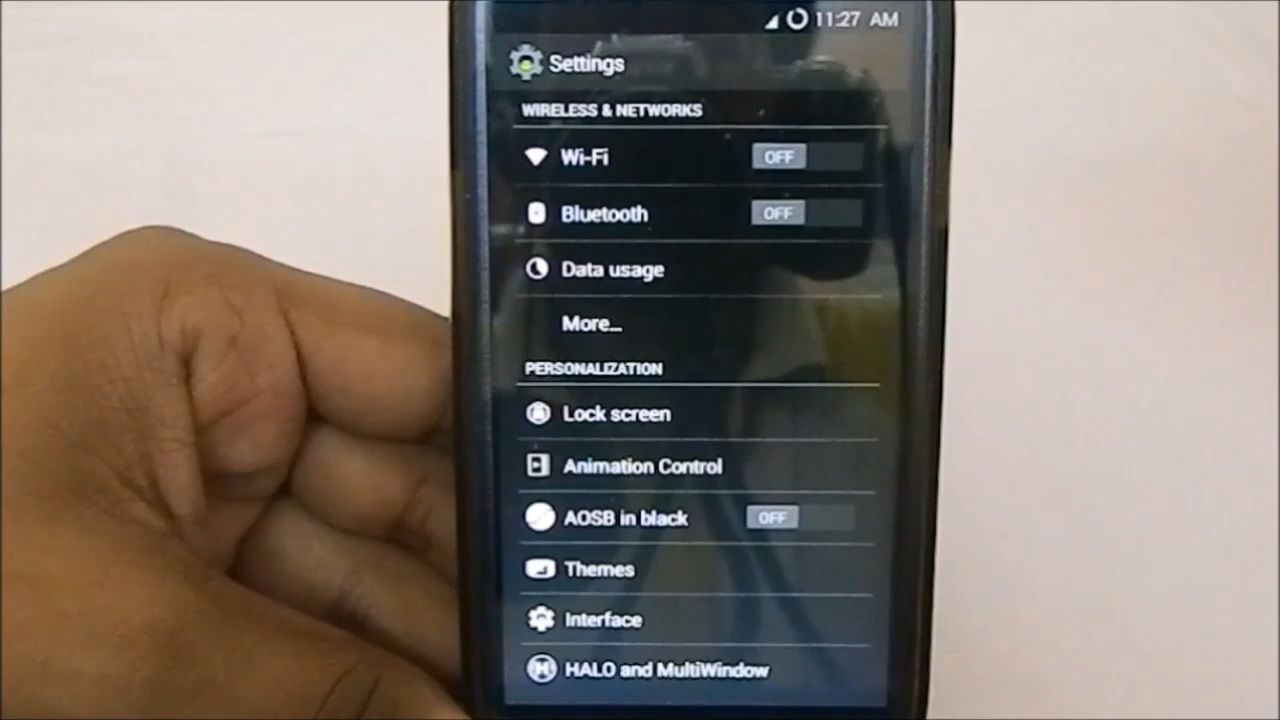 11:27 AM
Settings
WIRELESS & NETWORKS
Wi-Fi OFF
Bluetooth OFF
Data usage
More...
PERSONALIZATION
Lock screen
Animation Control
AOSB in black OFF
Themes
Interface
HALO and MultiWindow